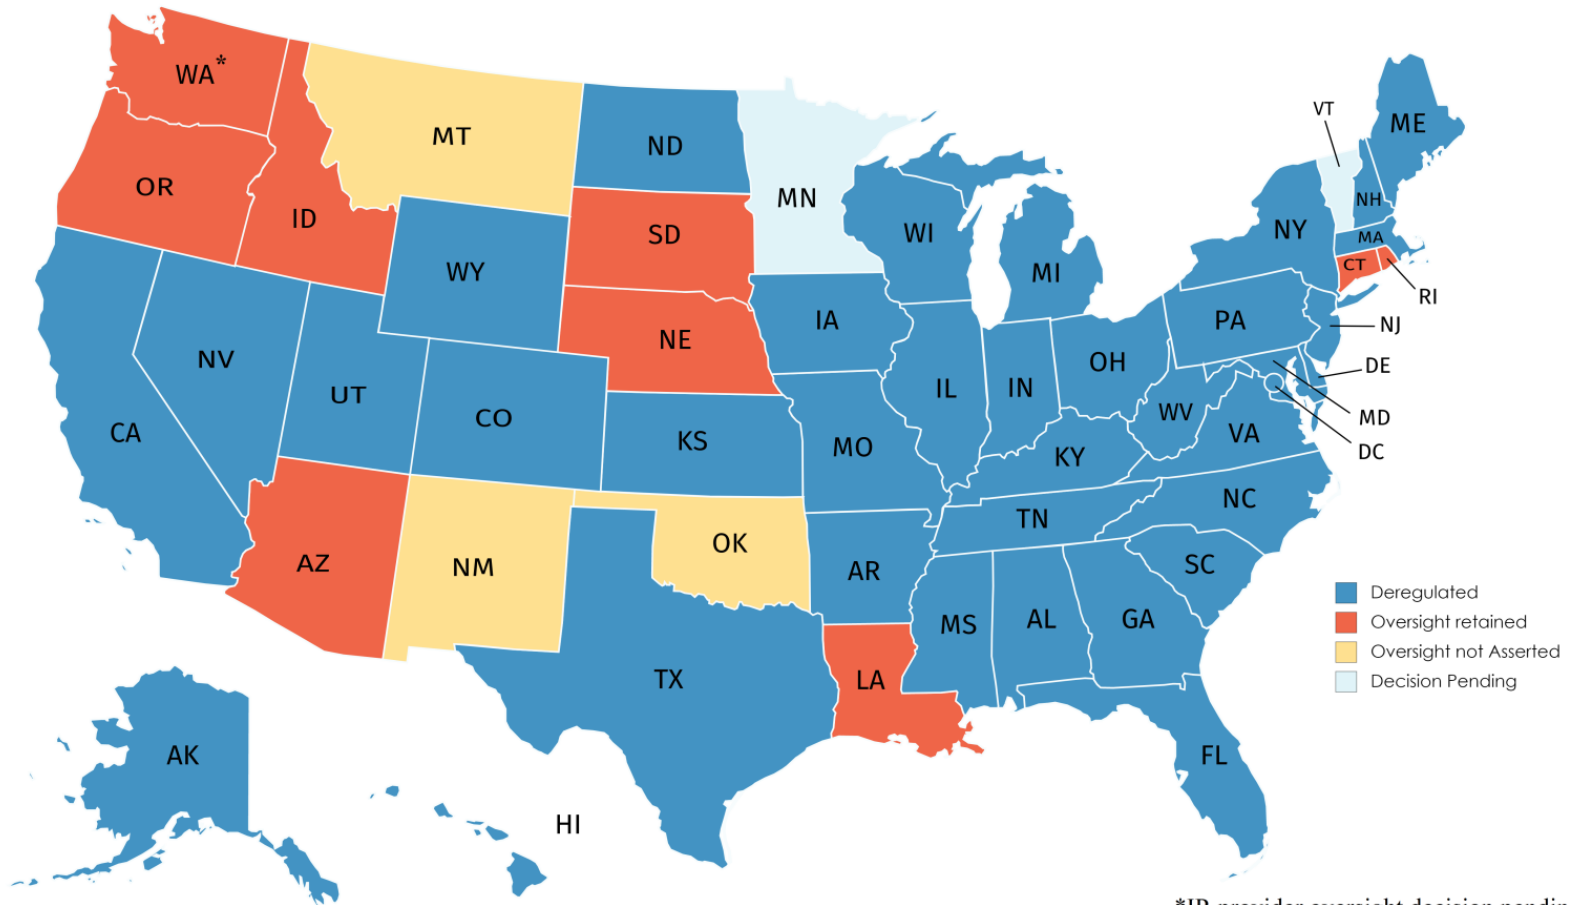 WA*
MT
ND
MN
OR
ID
SD
WY
WI
MI
VT
ME
NH
NY
MA
CT
RI
NJ
PA
DE
MD
DC
NE
IA
NV
UT
CO
CA
KS
MO
IL
IN
OH
WV
VA
KY
NC
TN
SC
AZ
NM
OK
AR
MS
AL
GA
LA
TX
FL
AK
HI
Deregulated
Oversight retained
Oversight not Asserted
Decision Pending